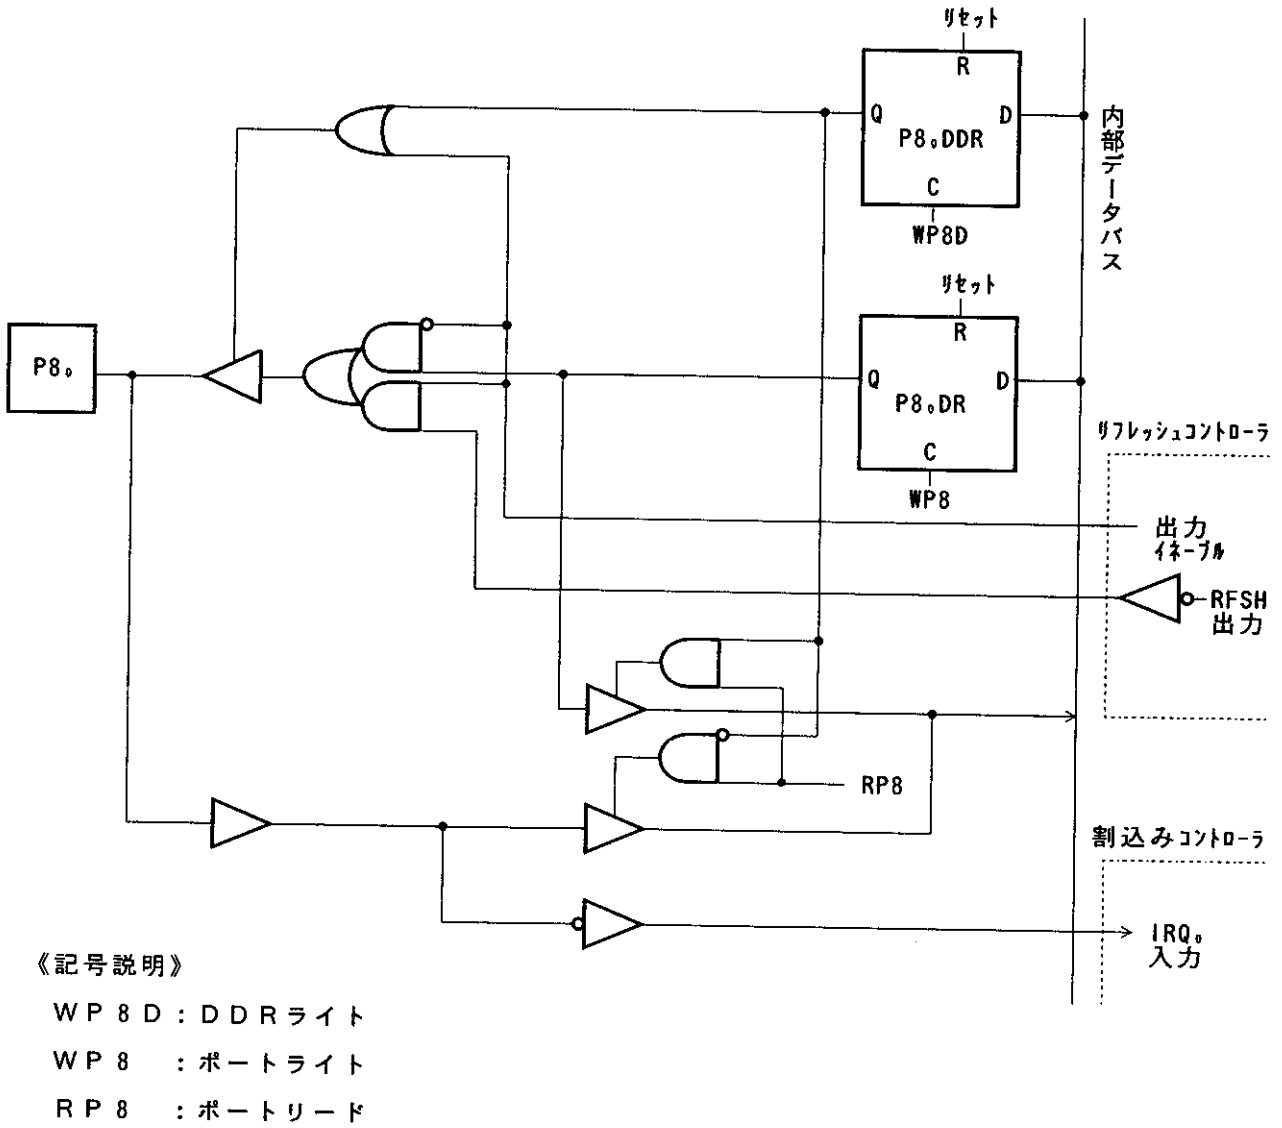 リセット
R
Q
D
P8₀DDR
C
WP8D
内部データバス
リセット
R
P8₀
Q
D
P8₀DR
C
WP8
リフレッシュコントローラ
出力
イネーブル
RFSH
出力
RP8
割込みコントローラ
IRQ₀
入力
《記号説明》
WP8D:DDRライト
WP8 :ポートライト
RP8 :ポートリード